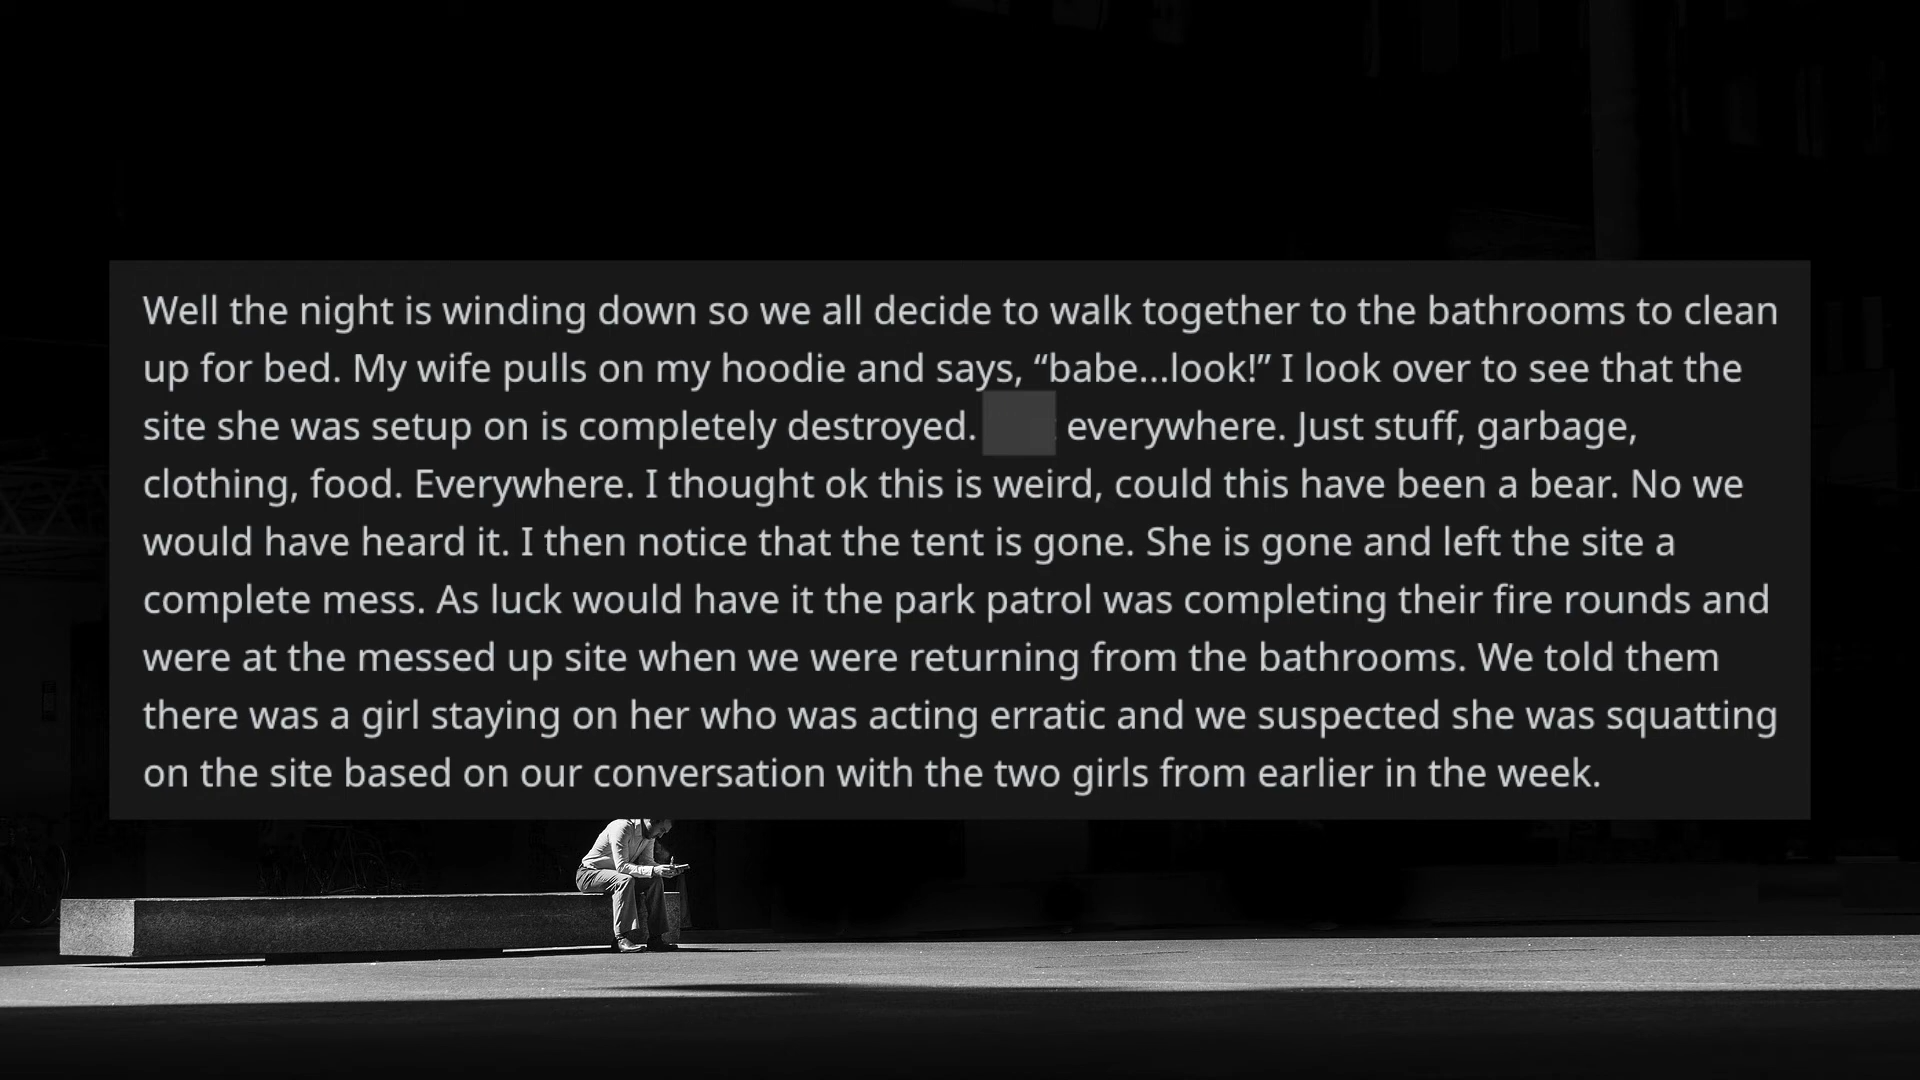 Well the night is winding down so we all decide to walk together to the bathrooms to clean
up for bed. My wife pulls on my hoodie and says, “babe...look!” I look over to see that the
site she was setup on is completely destroyed. everywhere. Just stuff, garbage,
clothing, food. Everywhere. I thought ok this is weird, could this have been a bear. No we
would have heard it. I then notice that the tent is gone. She is gone and left the site a
complete mess. As luck would have it the park patrol was completing their fire rounds and
were at the messed up site when we were returning from the bathrooms. We told them
there was a girl staying on her who was acting erratic and we suspected she was squatting
on the site based on our conversation with the two girls from earlier in the week.